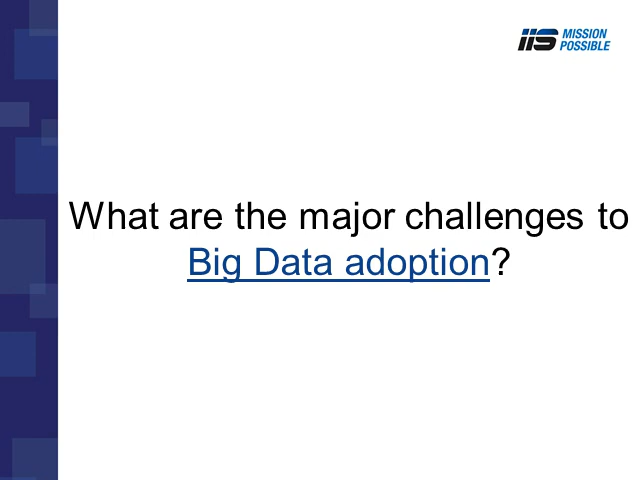 IIS MISSION
POSSIBLE
What are the major challenges to
Big Data adoption?